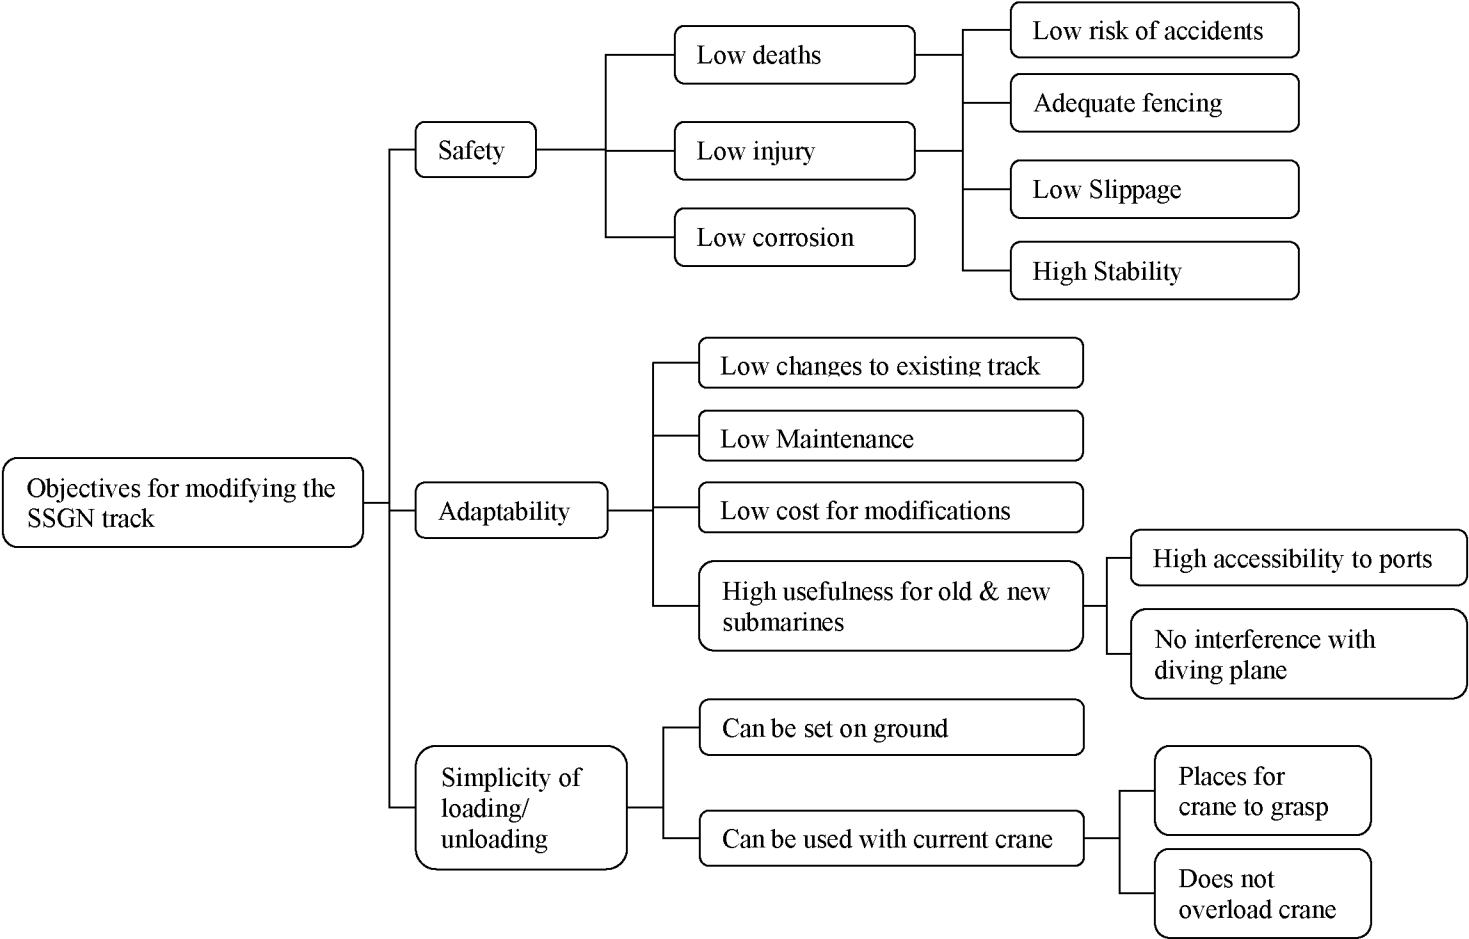 Objectives for modifying the
SSGN track
Safety
Low deaths
Low injury
Low corrosion
Low risk of accidents
Adequate fencing
Low Slippage
High Stability
Adaptability
Low changes to existing track
Low Maintenance
Low cost for modifications
High usefulness for old & new
submarines
High accessibility to ports
No interference with
diving plane
Simplicity of
loading/
unloading
Can be set on ground
Can be used with current crane
Places for
crane to grasp
Does not
overload crane